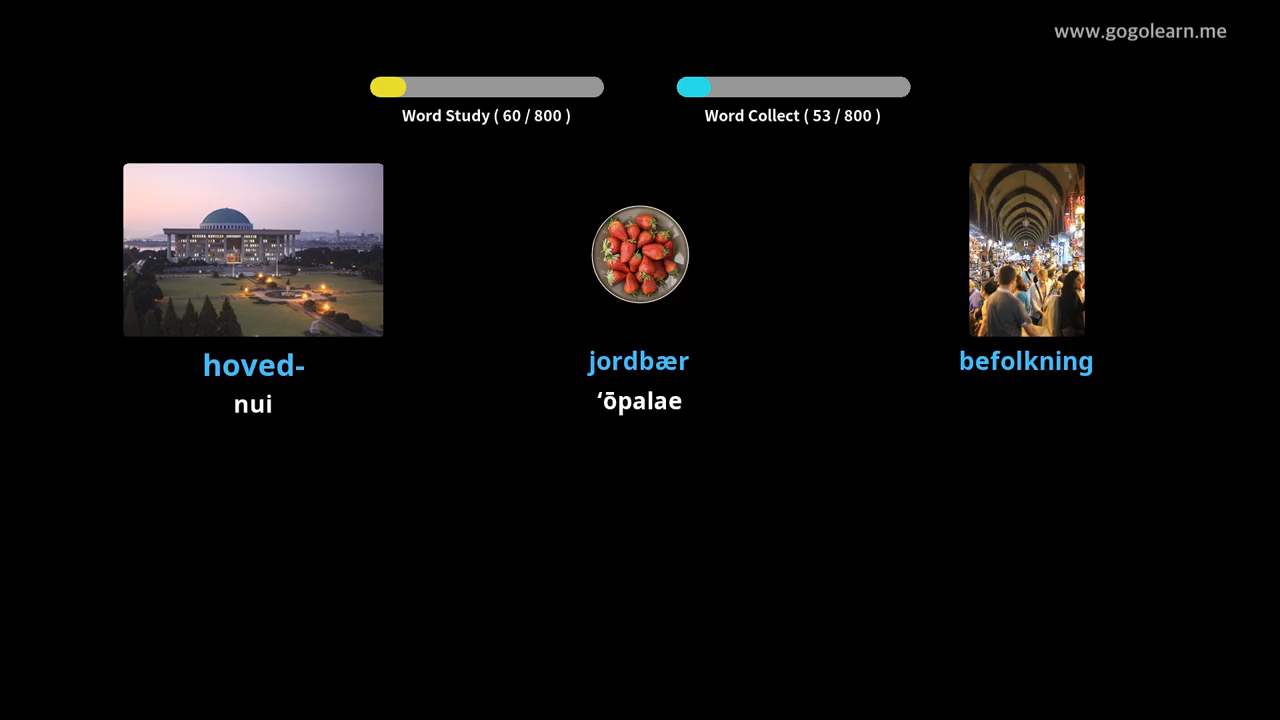 www.gogolearn.me
Word Study ( 60 / 800 )
Word Collect ( 53 / 800 )
hoved-
nui
jordbær
ʻōpalae
befolkning